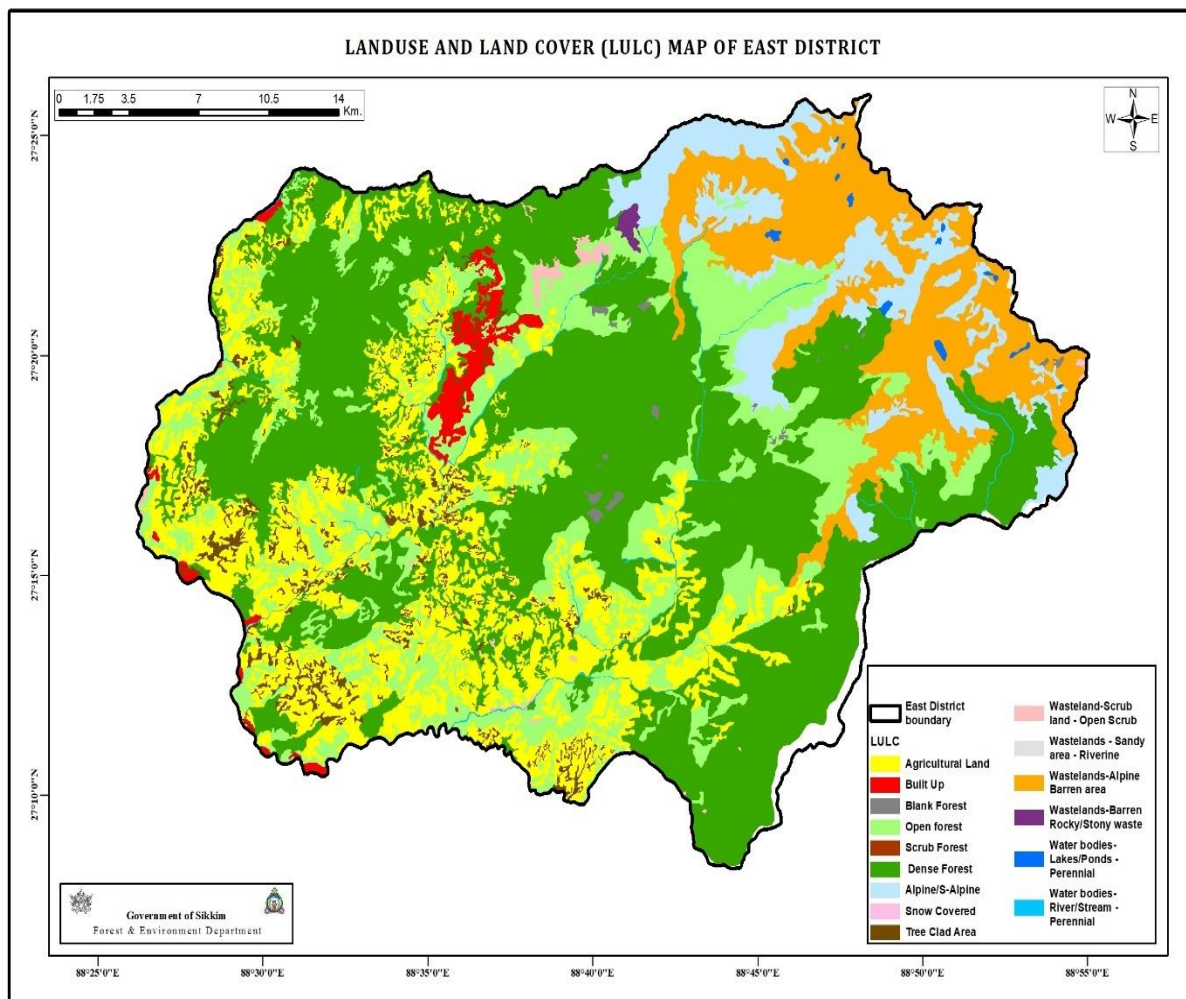 LANDUSE AND LAND COVER (LULC) MAP OF EAST DISTRICT
0 1.75 3.5 7 10.5 14
Km.
N
W E
S
27°25'0"N
27°20'0"N
27°15'0"N
27°10'0"N
East District
boundary
LULC
Agricultural Land
Built Up
Blank Forest
Open forest
Scrub Forest
Dense Forest
Alpine/S-Alpine
Snow Covered
Tree Clad Area
Wasteland-Scrub
land - Open Scrub
Wastelands - Sandy
area - Riverine
Wastelands-Alpine
Barren area
Wastelands-Barren
Rocky/Stony waste
Water bodies-
Lakes/Ponds -
Perennial
Water bodies-
River/Stream -
Perennial
Government of Sikkim
Forest & Environment Department
88°25'0"E 88°30'0"E 88°35'0"E 88°40'0"E 88°45'0"E 88°50'0"E 88°55'0"E